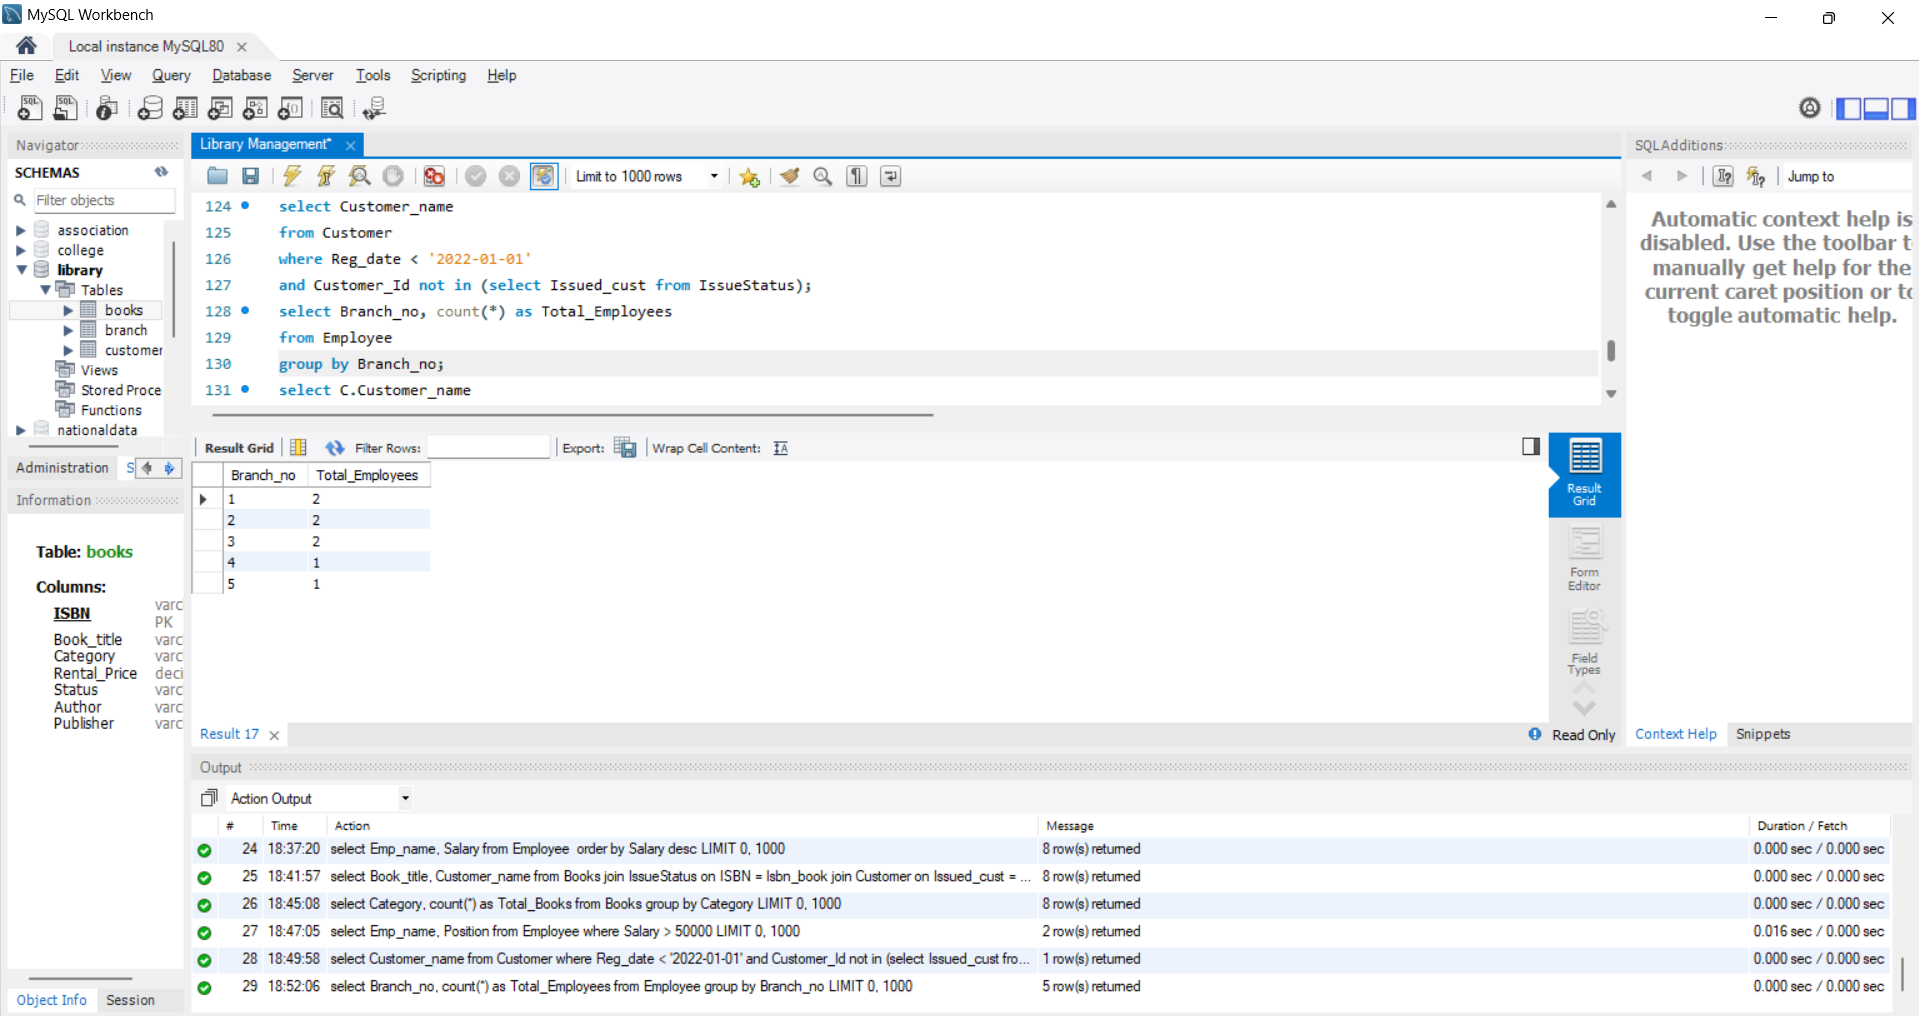 MySQL Workbench
Local instance MySQL80
File Edit View Query Database Server Tools Scripting Help
Navigator
SCHEMAS
Filter objects
association
college
library
Tables
books
branch
customer
Views
Stored Proce
Functions
nationaldata
Administration S
Information
Table: books
Columns:
ISBN varc
PK
Book_title varc
Category varc
Rental_Price deci
Status varc
Author varc
Publisher varc
Object Info Session
Library Management*
Limit to 1000 rows
124 select Customer_name
125 from Customer
126 where Reg_date < '2022-01-01'
127 and Customer_Id not in (select Issued_cust from IssueStatus);
128 select Branch_no, count(*) as Total_Employees
129 from Employee
130 group by Branch_no;
131 select C.Customer_name
Result Grid Filter Rows: Export: Wrap Cell Content:
Branch_no Total_Employees
1 2
2 2
3 2
4 1
5 1
Result Grid
Form Editor
Field Types
Result 17 Read Only
SQLAdditions
Jump to
Automatic context help is
disabled. Use the toolbar t
manually get help for the
current caret position or to
toggle automatic help.
Context Help Snippets
Output
Action Output
# Time Action Message Duration / Fetch
24 18:37:20 select Emp_name, Salary from Employee order by Salary desc LIMIT 0, 1000 8 row(s) returned 0.000 sec / 0.000 sec
25 18:41:57 select Book_title, Customer_name from Books join IssueStatus on ISBN = Isbn_book join Customer on Issued_cust = ... 8 row(s) returned 0.000 sec / 0.000 sec
26 18:45:08 select Category, count(*) as Total_Books from Books group by Category LIMIT 0, 1000 8 row(s) returned 0.000 sec / 0.000 sec
27 18:47:05 select Emp_name, Position from Employee where Salary > 50000 LIMIT 0, 1000 2 row(s) returned 0.016 sec / 0.000 sec
28 18:49:58 select Customer_name from Customer where Reg_date < '2022-01-01' and Customer_Id not in (select Issued_cust fro... 1 row(s) returned 0.000 sec / 0.000 sec
29 18:52:06 select Branch_no, count(*) as Total_Employees from Employee group by Branch_no LIMIT 0, 1000 5 row(s) returned 0.000 sec / 0.000 sec